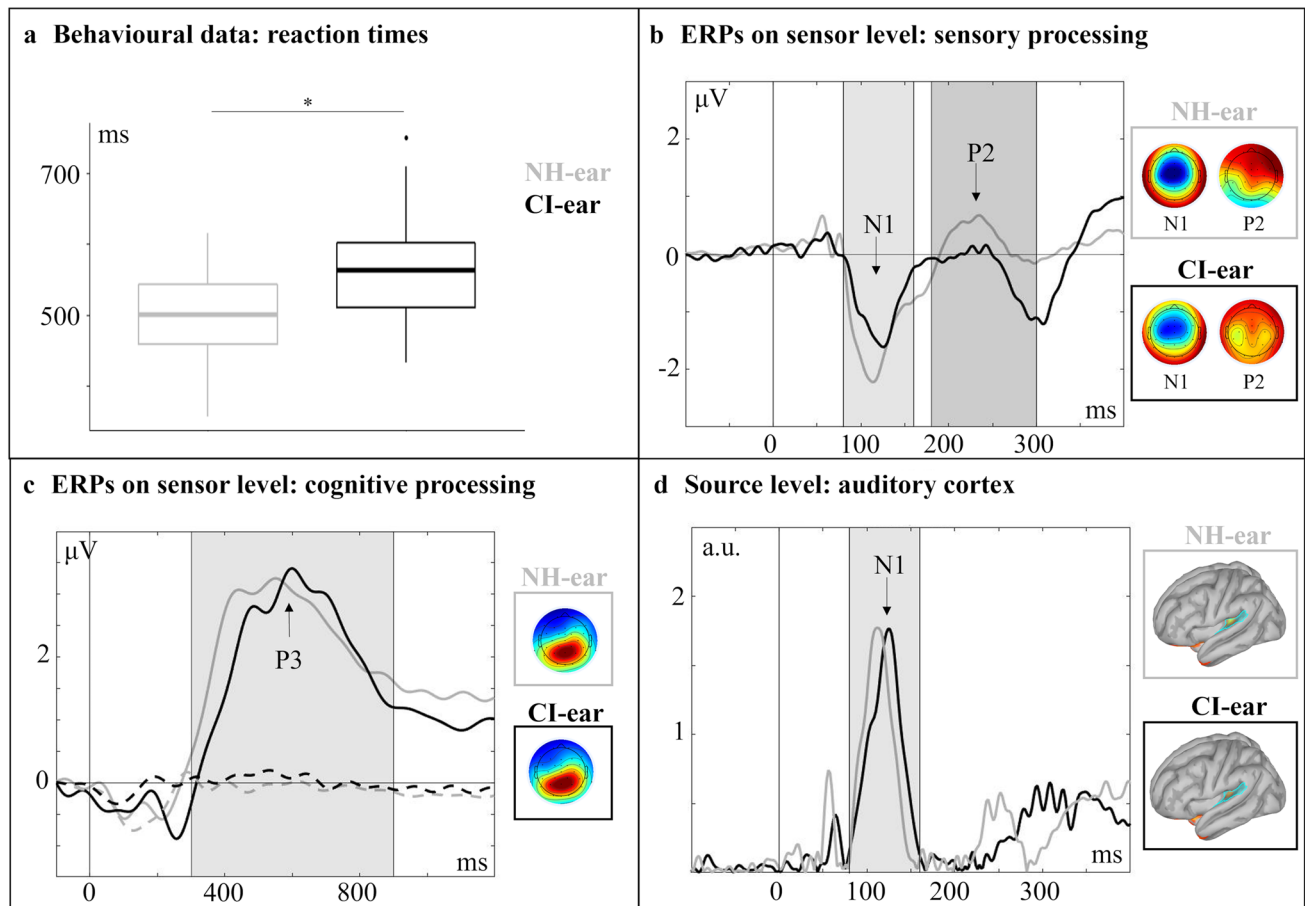 a Behavioural data: reaction times
ms
*
700
500
NH-ear
CI-ear
b ERPs on sensor level: sensory processing
μV
2
0
-2
N1
P2
ms
0 100 200 300
NH-ear
N1 P2
CI-ear
N1 P2
c ERPs on sensor level: cognitive processing
μV
2
0
P3
ms
0 400 800
NH-ear
CI-ear
d Source level: auditory cortex
a.u.
2
1
0
N1
ms
0 100 200 300
NH-ear
CI-ear